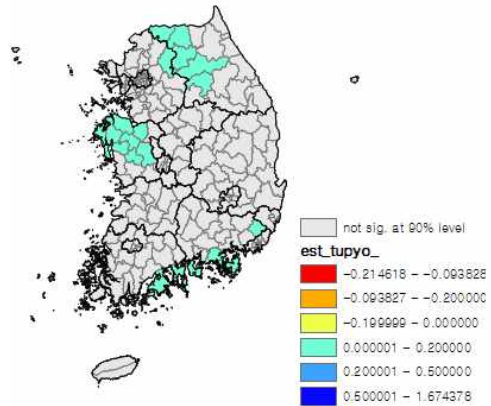 not sig. at 90% level
est_tupyo_
-0.214618 - -0.093828
-0.093827 - -0.200000
-0.199999 - 0.000000
0.000001 - 0.200000
0.200001 - 0.500000
0.500001 - 1.674378